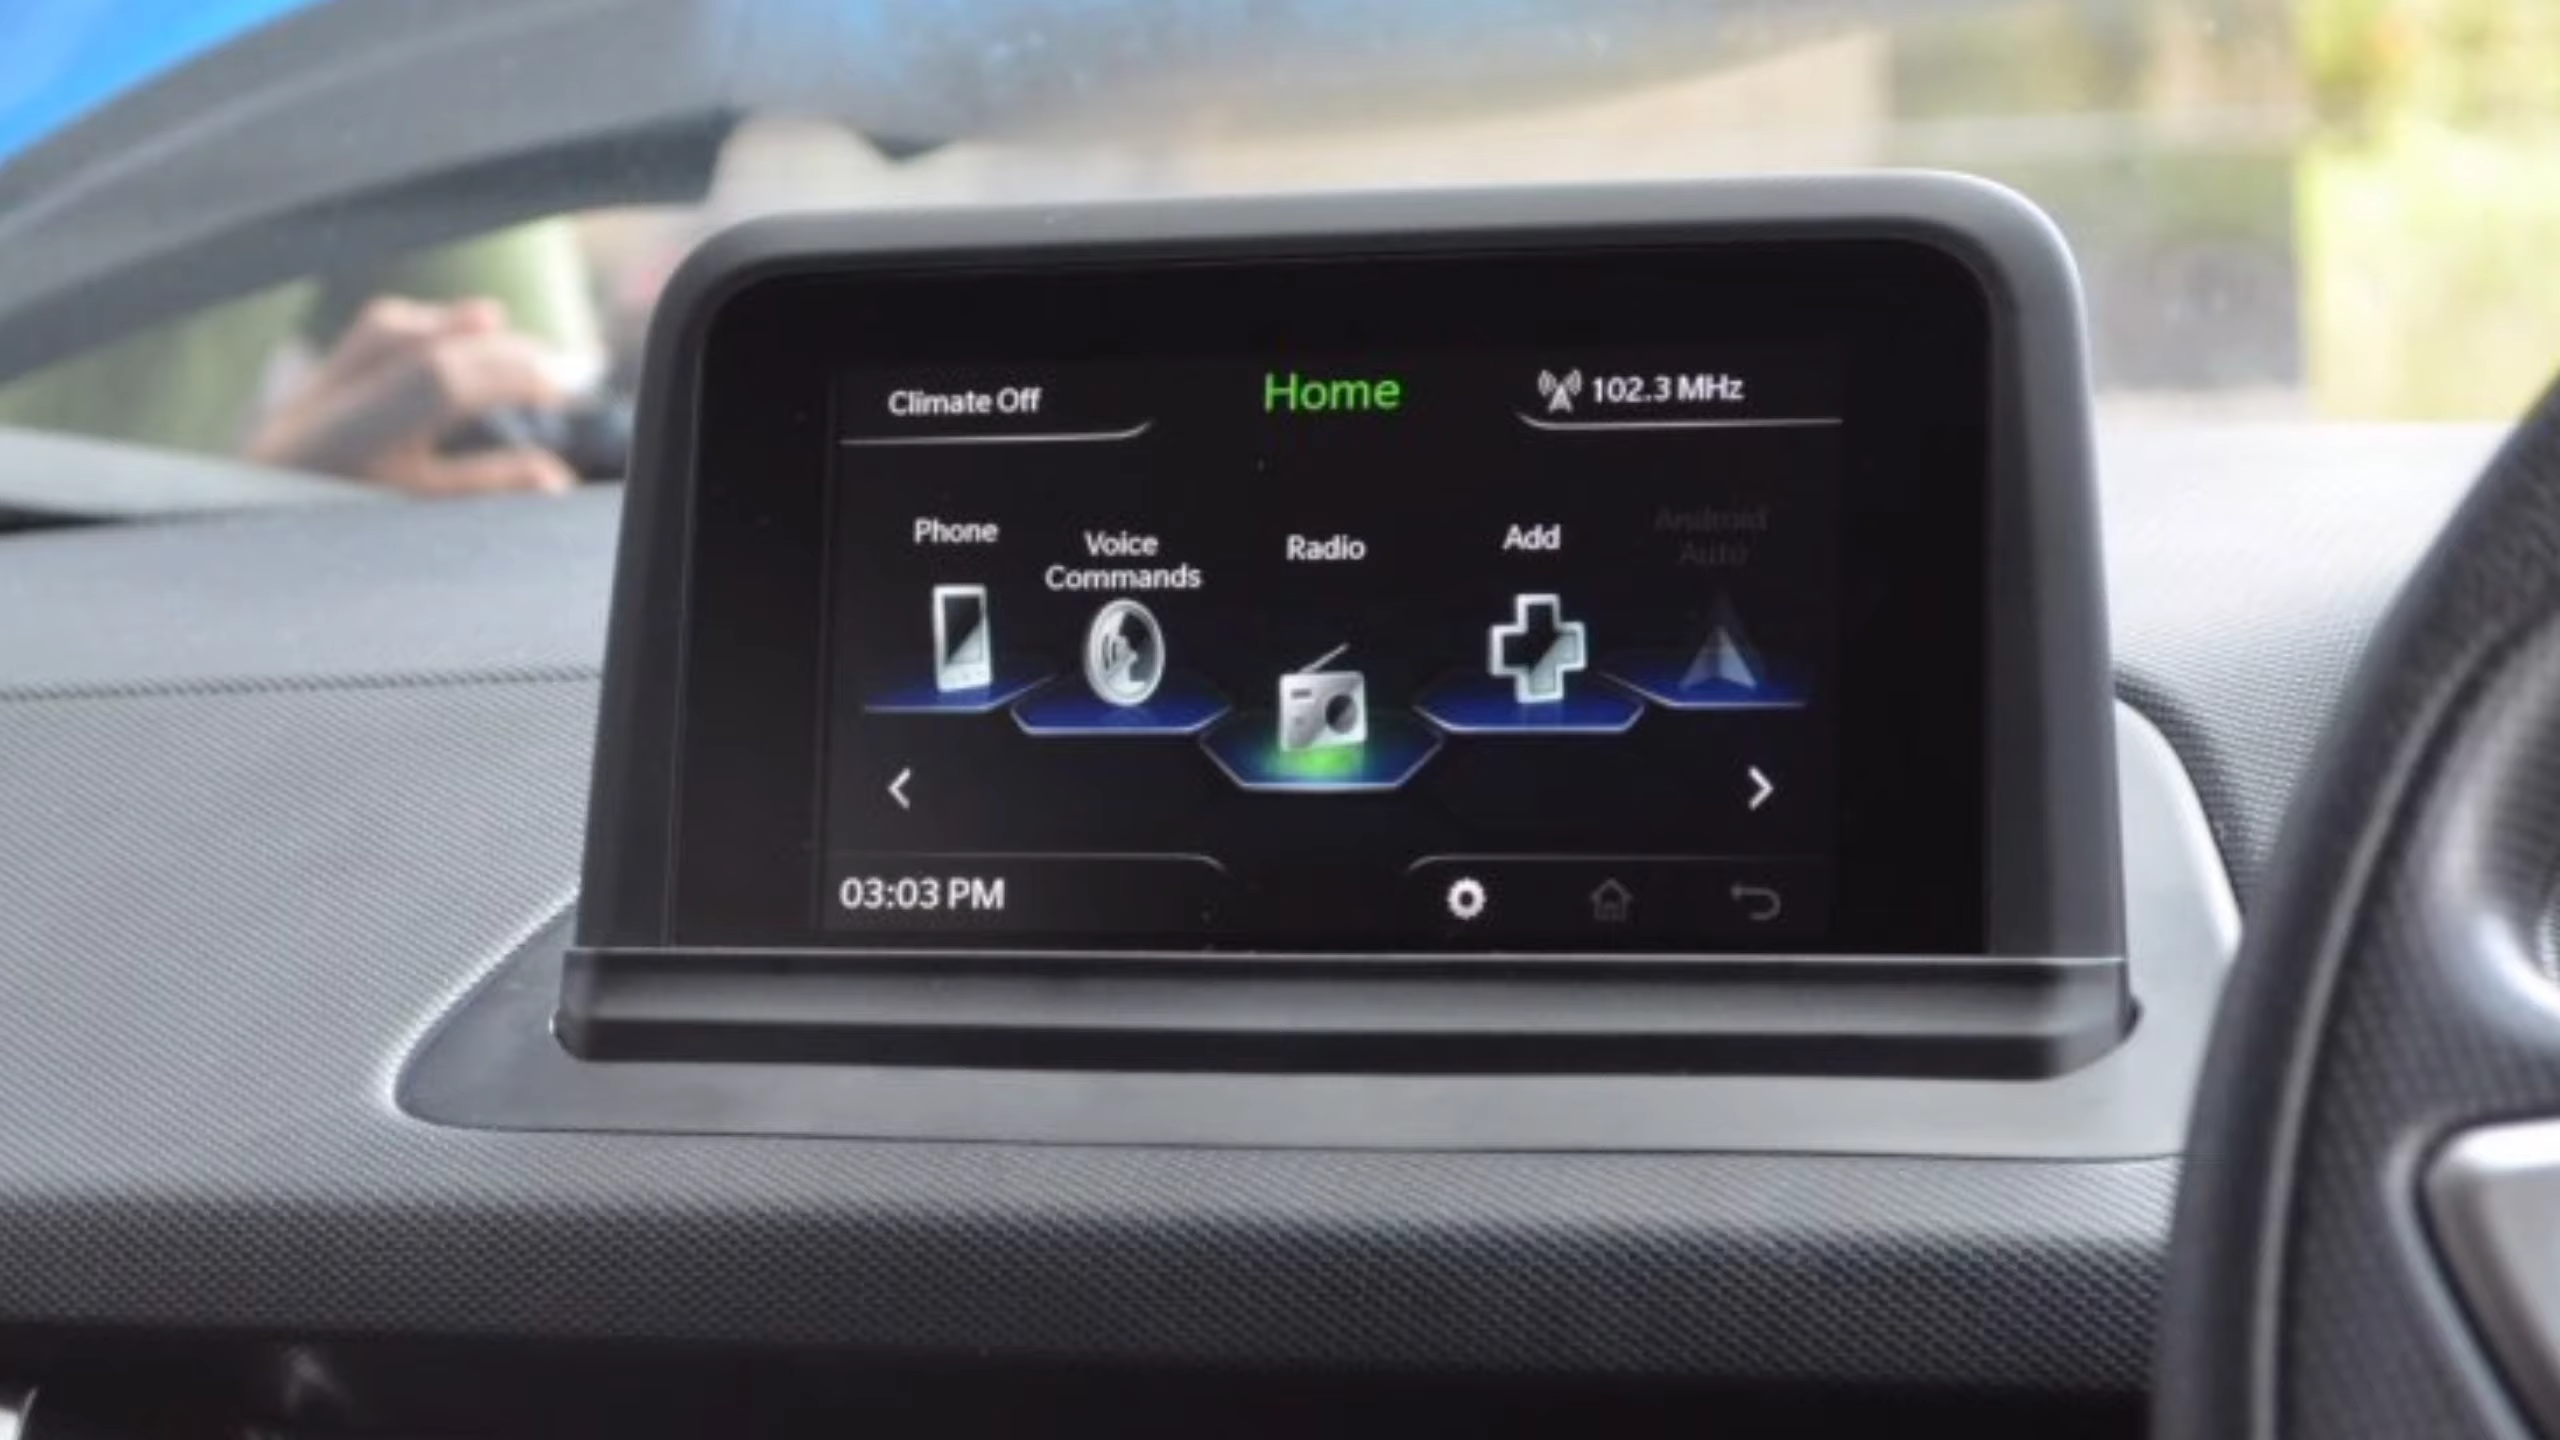 Climate Off
Home
102.3 MHz
Phone
Voice
Commands
Radio
Add
Android
Auto
03:03 PM